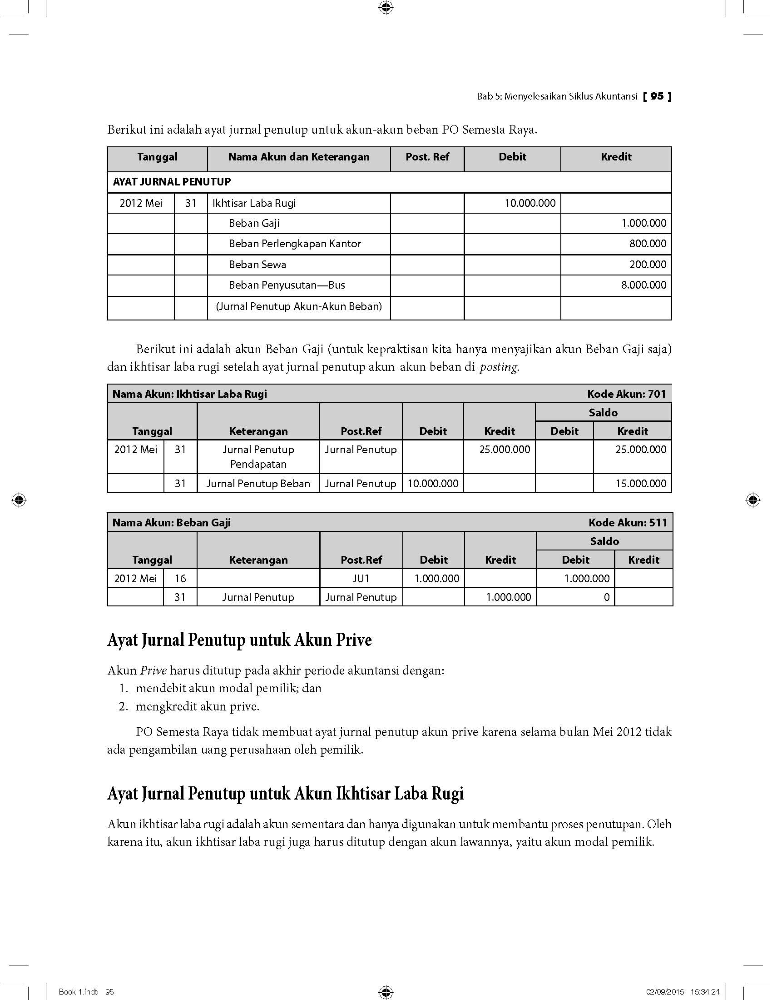 Bab 5: Menyelesaikan Siklus Akuntansi [ 95 ]
Berikut ini adalah ayat jurnal penutup untuk akun-akun beban PO Semesta Raya.
Tanggal Nama Akun dan Keterangan Post. Ref Debit Kredit
AYAT JURNAL PENUTUP
2012 Mei 31 Ikhtisar Laba Rugi 10.000.000
Beban Gaji 1.000.000
Beban Perlengkapan Kantor 800.000
Beban Sewa 200.000
Beban Penyusutan—Bus 8.000.000
(Jurnal Penutup Akun-Akun Beban)
Berikut ini adalah akun Beban Gaji (untuk kepraktisan kita hanya menyajikan akun Beban Gaji saja)
dan ikhtisar laba rugi setelah ayat jurnal penutup akun-akun beban di-posting.
Nama Akun: Ikhtisar Laba Rugi Kode Akun: 701
Saldo
Tanggal Keterangan Post.Ref Debit Kredit Debit Kredit
2012 Mei 31 Jurnal Penutup Jurnal Penutup 25.000.000 25.000.000
Pendapatan
31 Jurnal Penutup Beban Jurnal Penutup 10.000.000 15.000.000
Nama Akun: Beban Gaji Kode Akun: 511
Saldo
Tanggal Keterangan Post.Ref Debit Kredit Debit Kredit
2012 Mei 16 JU1 1.000.000 1.000.000
31 Jurnal Penutup Jurnal Penutup 1.000.000 0
Ayat Jurnal Penutup untuk Akun Prive
Akun Prive harus ditutup pada akhir periode akuntansi dengan:
1. mendebit akun modal pemilik; dan
2. mengkredit akun prive.
PO Semesta Raya tidak membuat ayat jurnal penutup akun prive karena selama bulan Mei 2012 tidak
ada pengambilan uang perusahaan oleh pemilik.
Ayat Jurnal Penutup untuk Akun Ikhtisar Laba Rugi
Akun ikhtisar laba rugi adalah akun sementara dan hanya digunakan untuk membantu proses penutupan. Oleh
karena itu, akun ikhtisar laba rugi juga harus ditutup dengan akun lawannya, yaitu akun modal pemilik.
Book 1.indb 95 02/09/2015 15:34:24